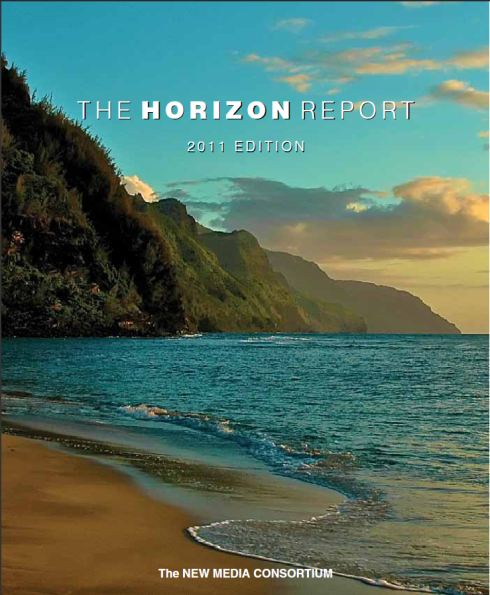 THE HORIZON REPORT
2011 EDITION
The NEW MEDIA CONSORTIUM